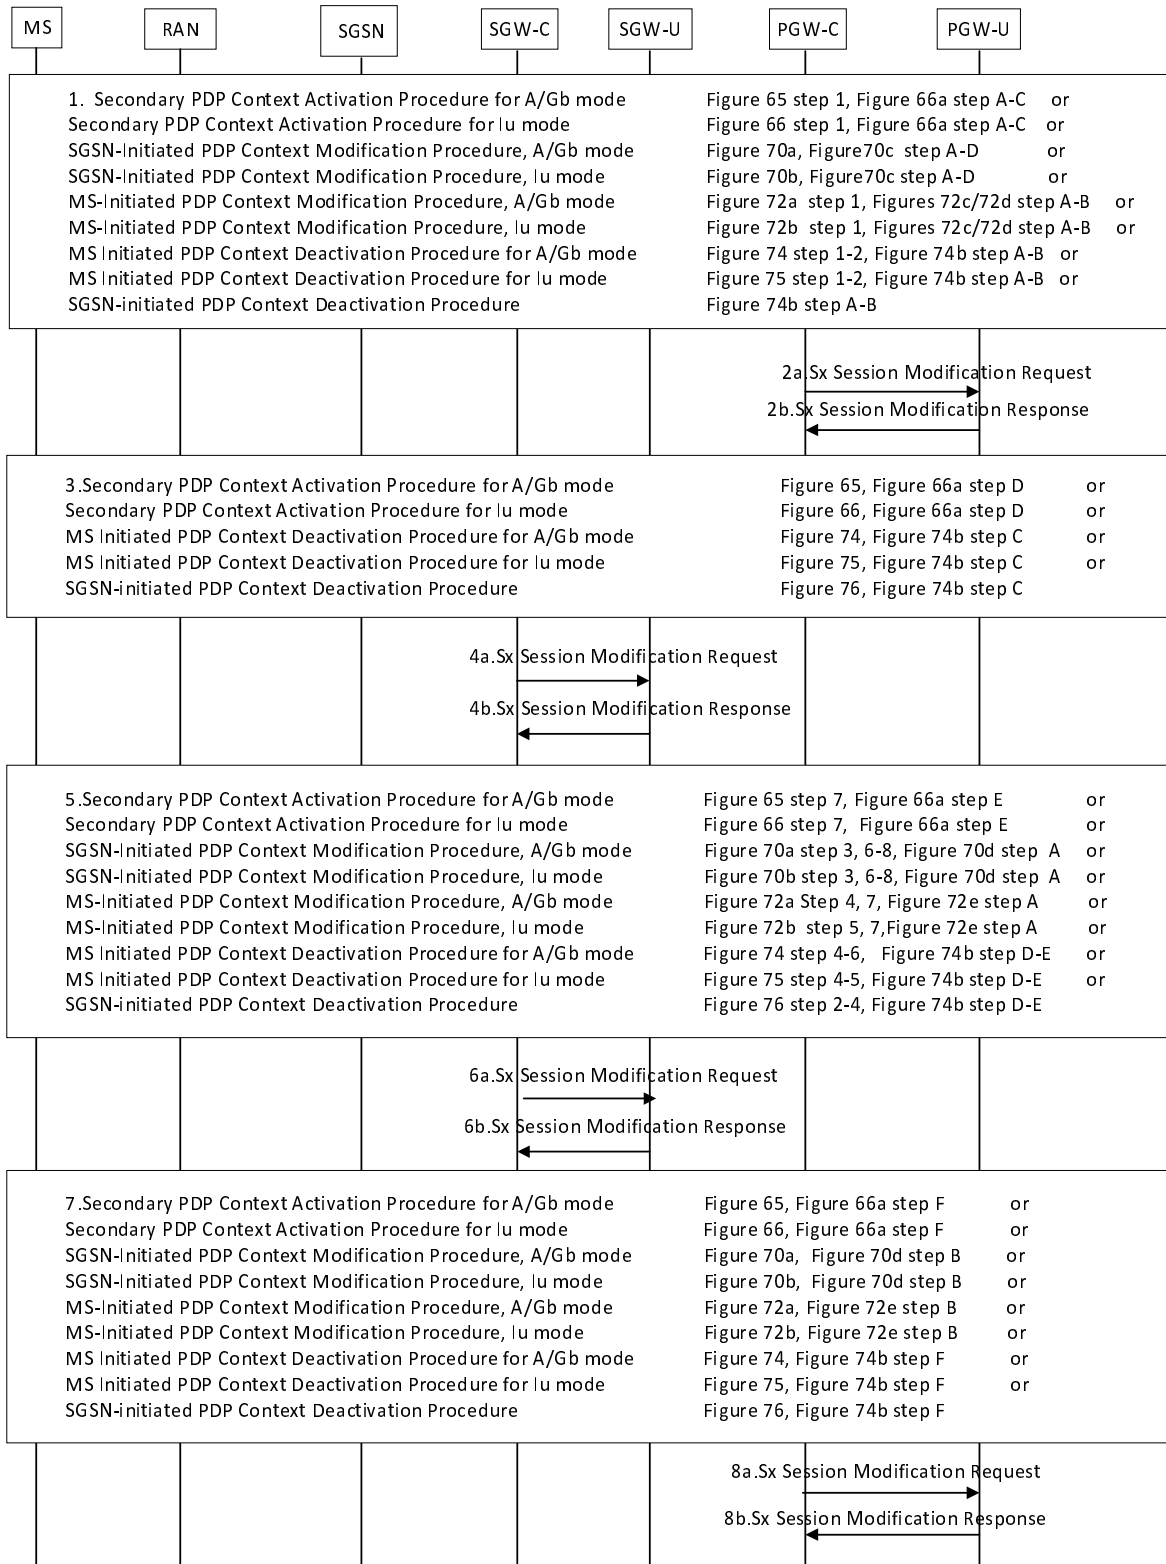 MS RAN SGSN SGW-C SGW-U PGW-C PGW-U
1. Secondary PDP Context Activation Procedure for A/Gb mode Figure 65 step 1, Figure 66a step A-C or
Secondary PDP Context Activation Procedure for Iu mode Figure 66 step 1, Figure 66a step A-C or
SGSN-Initiated PDP Context Modification Procedure, A/Gb mode Figure 70a, Figure70c step A-D or
SGSN-Initiated PDP Context Modification Procedure, Iu mode Figure 70b, Figure70c step A-D or
MS-Initiated PDP Context Modification Procedure, A/Gb mode Figure 72a step 1, Figures 72c/72d step A-B or
MS-Initiated PDP Context Modification Procedure, Iu mode Figure 72b step 1, Figures 72c/72d step A-B or
MS Initiated PDP Context Deactivation Procedure for A/Gb mode Figure 74 step 1-2, Figure 74b step A-B or
MS Initiated PDP Context Deactivation Procedure for Iu mode Figure 75 step 1-2, Figure 74b step A-B or
SGSN-initiated PDP Context Deactivation Procedure Figure 74b step A-B
2a.Sx Session Modification Request
2b.Sx Session Modification Response
3.Secondary PDP Context Activation Procedure for A/Gb mode Figure 65, Figure 66a step D or
Secondary PDP Context Activation Procedure for Iu mode Figure 66, Figure 66a step D or
MS Initiated PDP Context Deactivation Procedure for A/Gb mode Figure 74, Figure 74b step C or
MS Initiated PDP Context Deactivation Procedure for Iu mode Figure 75, Figure 74b step C or
SGSN-initiated PDP Context Deactivation Procedure Figure 76, Figure 74b step C
4a.Sx Session Modification Request
4b.Sx Session Modification Response
5.Secondary PDP Context Activation Procedure for A/Gb mode Figure 65 step 7, Figure 66a step E or
Secondary PDP Context Activation Procedure for Iu mode Figure 66 step 7, Figure 66a step E or
SGSN-Initiated PDP Context Modification Procedure, A/Gb mode Figure 70a step 3, 6-8, Figure 70d step A or
SGSN-Initiated PDP Context Modification Procedure, Iu mode Figure 70b step 3, 6-8, Figure 70d step A or
MS-Initiated PDP Context Modification Procedure, A/Gb mode Figure 72a Step 4, 7, Figure 72e step A or
MS-Initiated PDP Context Modification Procedure, Iu mode Figure 72b step 5, 7,Figure 72e step A or
MS Initiated PDP Context Deactivation Procedure for A/Gb mode Figure 74 step 4-6, Figure 74b step D-E or
MS Initiated PDP Context Deactivation Procedure for Iu mode Figure 75 step 4-5, Figure 74b step D-E or
SGSN-initiated PDP Context Deactivation Procedure Figure 76 step 2-4, Figure 74b step D-E
6a.Sx Session Modification Request
6b.Sx Session Modification Response
7.Secondary PDP Context Activation Procedure for A/Gb mode Figure 65, Figure 66a step F or
Secondary PDP Context Activation Procedure for Iu mode Figure 66, Figure 66a step F or
SGSN-Initiated PDP Context Modification Procedure, A/Gb mode Figure 70a, Figure 70d step B or
SGSN-Initiated PDP Context Modification Procedure, Iu mode Figure 70b, Figure 70d step B or
MS-Initiated PDP Context Modification Procedure, A/Gb mode Figure 72a, Figure 72e step B or
MS-Initiated PDP Context Modification Procedure, Iu mode Figure 72b, Figure 72e step B or
MS Initiated PDP Context Deactivation Procedure for A/Gb mode Figure 74, Figure 74b step F or
MS Initiated PDP Context Deactivation Procedure for Iu mode Figure 75, Figure 74b step F or
SGSN-initiated PDP Context Deactivation Procedure Figure 76, Figure 74b step F
8a.Sx Session Modification Request
8b.Sx Session Modification Response